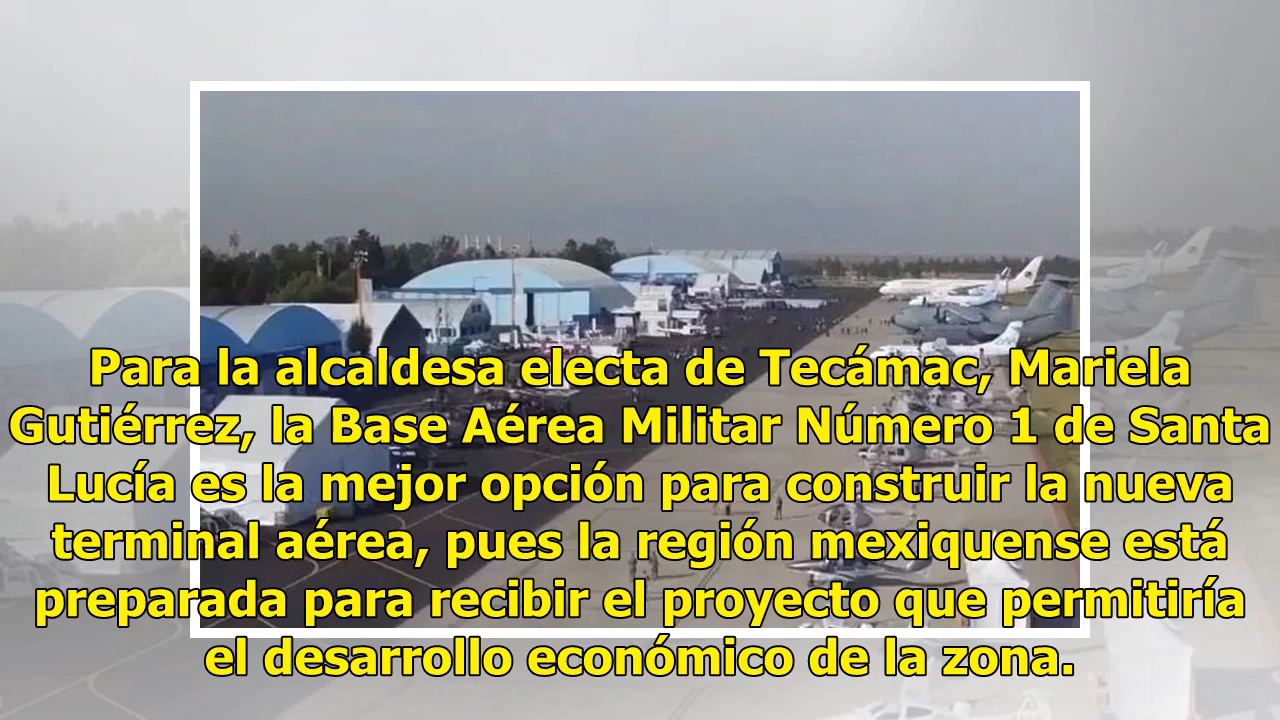 Para la alcaldesa electa de Tecámac, Mariela
Gutiérrez, la Base Aérea Militar Número 1 de Santa
Lucía es la mejor opción para construir la nueva
terminal aérea, pues la región mexiquense está
preparada para recibir el proyecto que permitiría
el desarrollo económico de la zona.